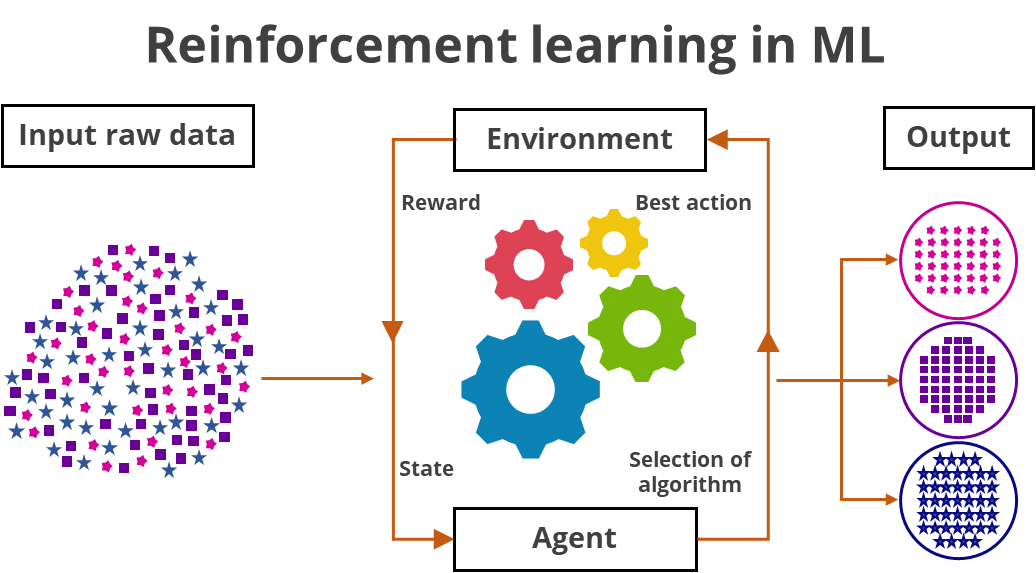 Reinforcement learning in ML
Input raw data
Environment
Output
Reward
Best action
State
Selection of
algorithm
Agent